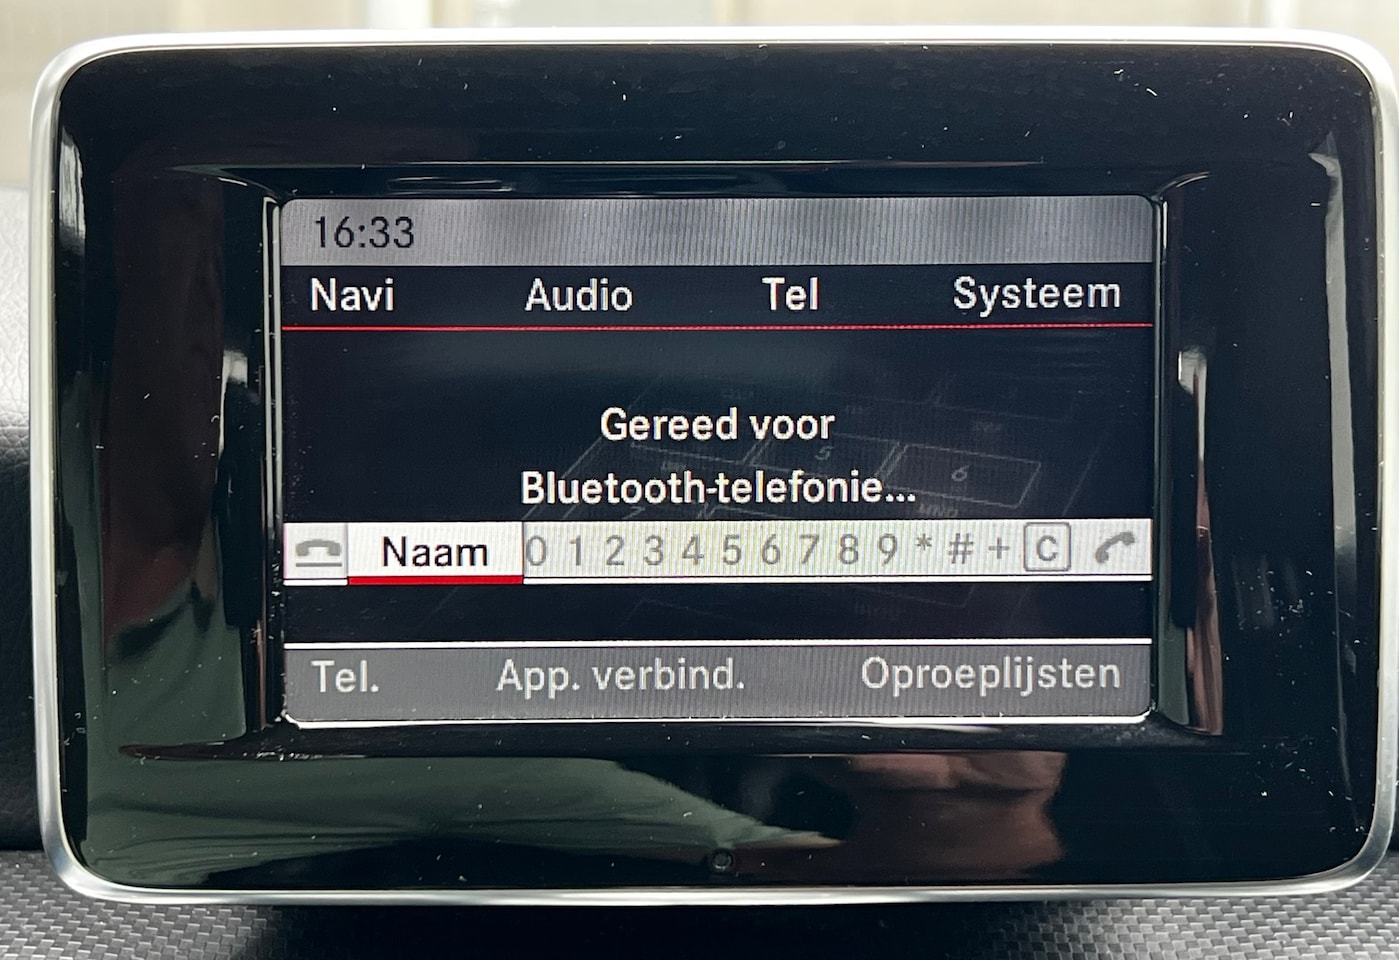 16:33
Navi Audio Tel Systeem
Gereed voor
Bluetooth-telefonie...
Naam 0 1 2 3 4 5 6 7 8 9 * # + C
Tel. App. verbind. Oproeplijsten